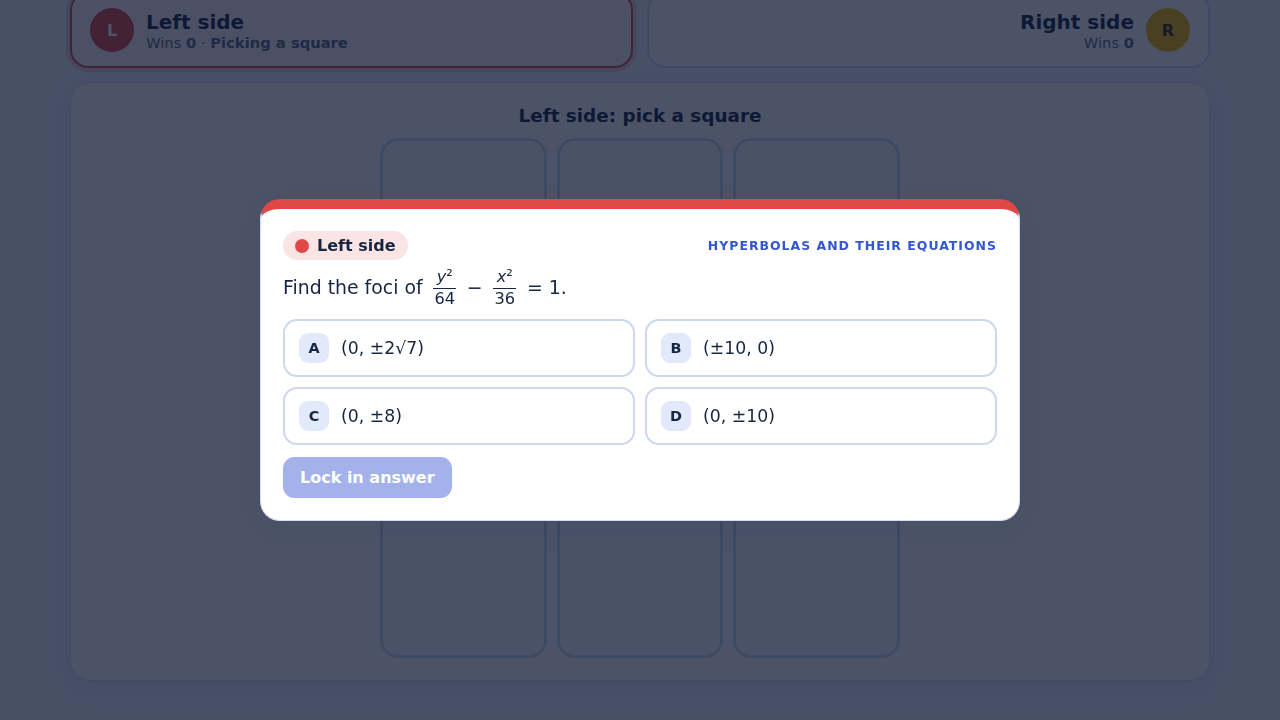 L
Left side
Wins 0 · Picking a square
Right side
Wins 0
R
Left side: pick a square
Left side
HYPERBOLAS AND THEIR EQUATIONS
Find the foci of y²/64 − x²/36 = 1.
A (0, ±2√7)
B (±10, 0)
C (0, ±8)
D (0, ±10)
Lock in answer